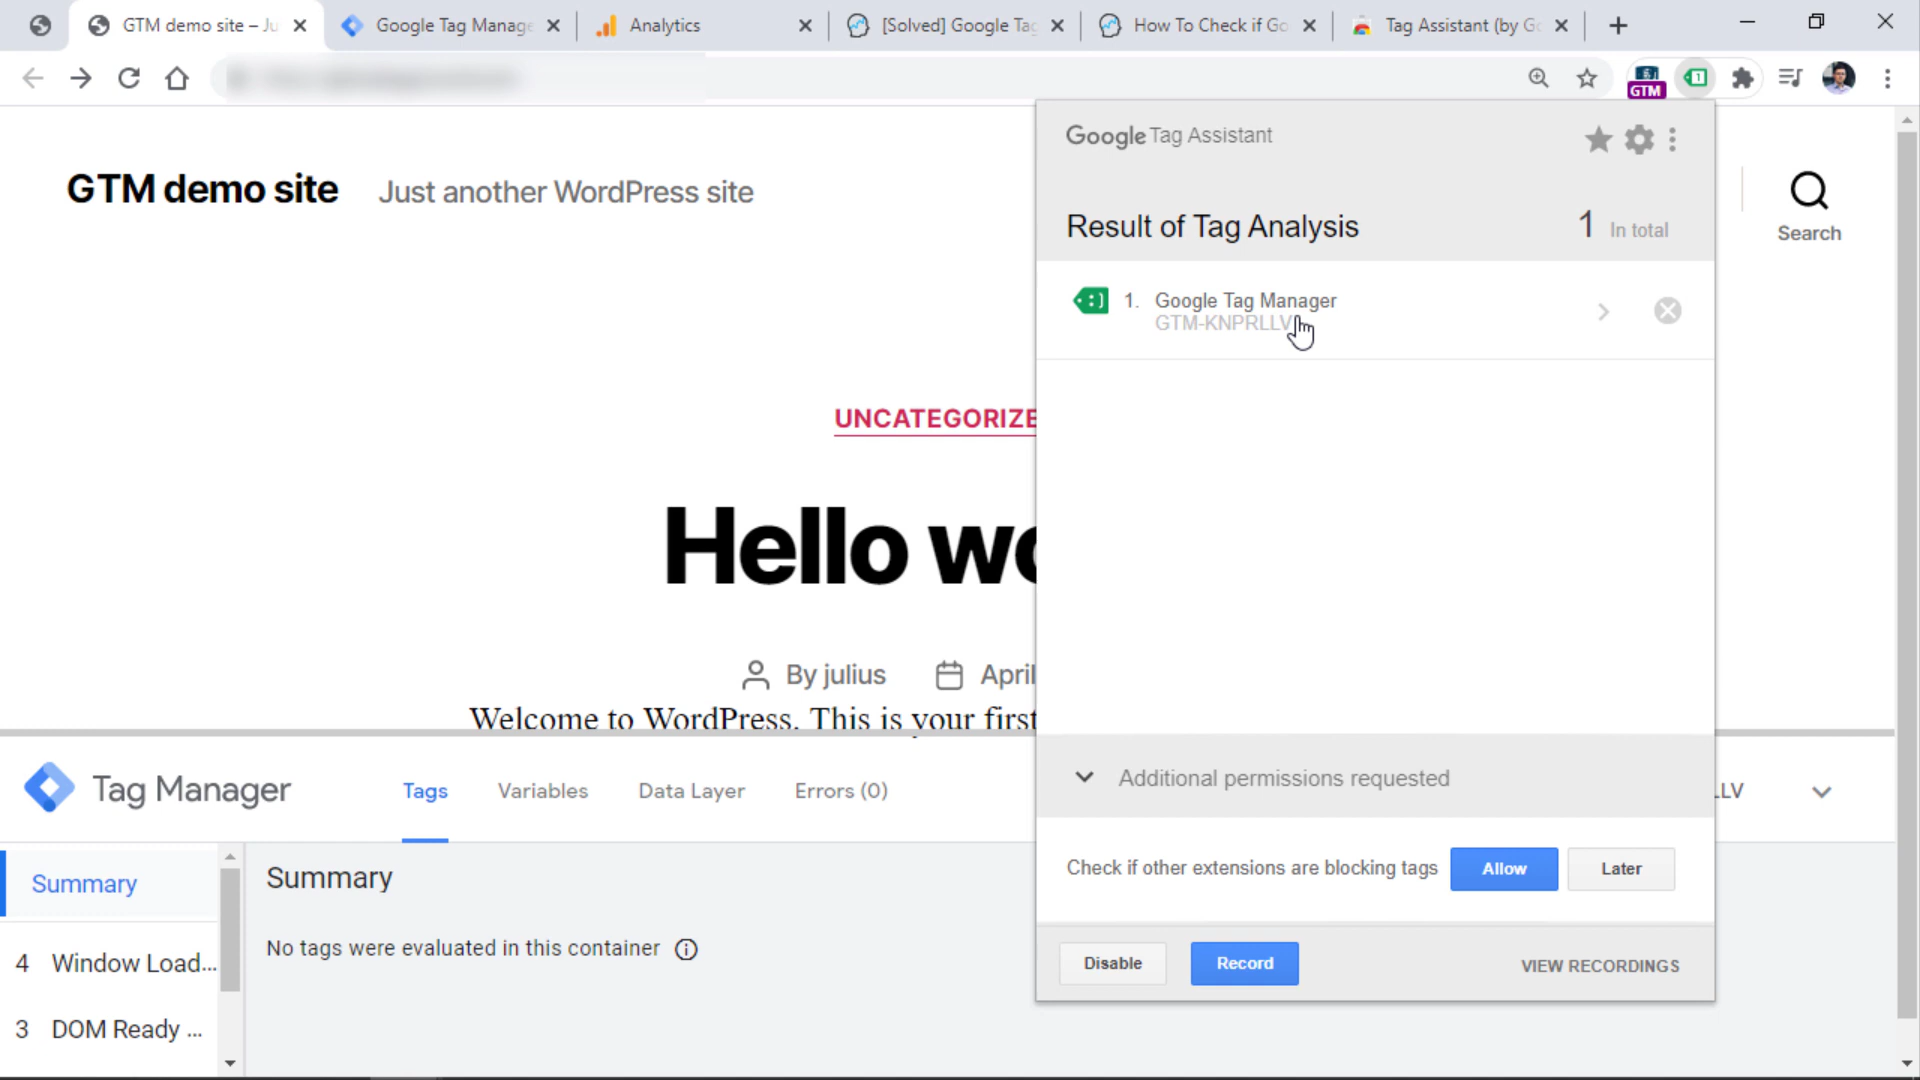 GTM demo site – Ju
Google Tag Manage
Analytics
[Solved] Google Tag
How To Check if Go
Tag Assistant (by Go
GTM
1
GTM demo site
Just another WordPress site
Search
UNCATEGORIZE
Hello wo
By julius
April
Welcome to WordPress. This is your first
Google Tag Assistant
Result of Tag Analysis
1 In total
1. Google Tag Manager
GTM-KNPRLLV
Additional permissions requested
Check if other extensions are blocking tags
Allow
Later
Disable
Record
VIEW RECORDINGS
Tag Manager
Tags
Variables
Data Layer
Errors (0)
LLV
Summary
4 Window Load...
3 DOM Ready ...
Summary
No tags were evaluated in this container